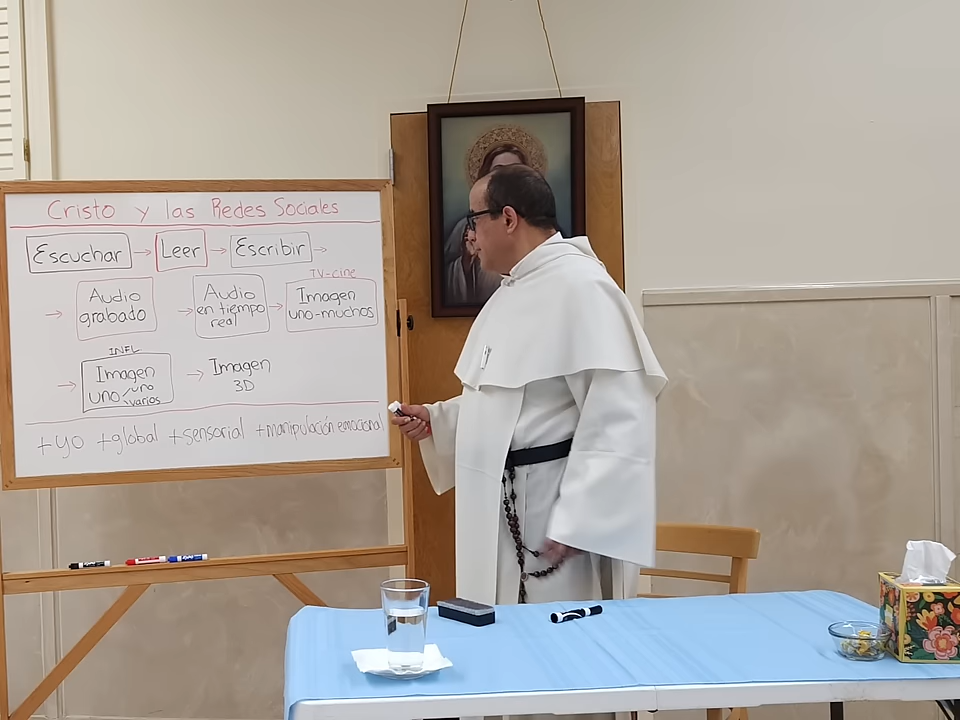 Cristo y las Redes Sociales
Escuchar → Leer → Escribir →
TV-cine
→ Audio grabado → Audio en tiempo real → Imagen uno-muchos
INFL
→ Imagen uno uno varios → Imagen 3D
+yo +global +sensorial +manipulación emocional